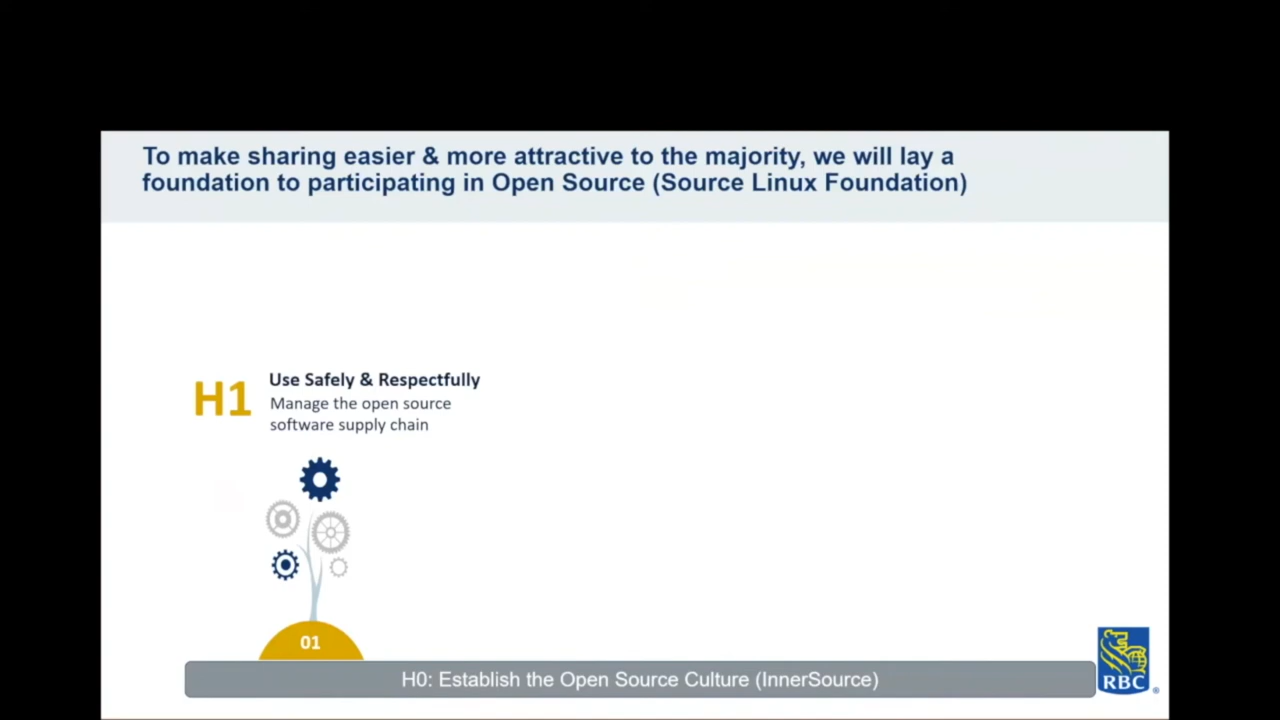 To make sharing easier & more attractive to the majority, we will lay a
foundation to participating in Open Source (Source Linux Foundation)
H1
Use Safely & Respectfully
Manage the open source
software supply chain
01
H0: Establish the Open Source Culture (InnerSource)
RBC
®